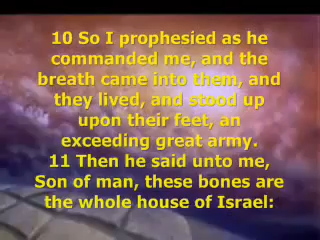 10 So I prophesied as he
commanded me, and the
breath came into them, and
they lived, and stood up
upon their feet, an
exceeding great army.
11 Then he said unto me,
Son of man, these bones are
the whole house of Israel: